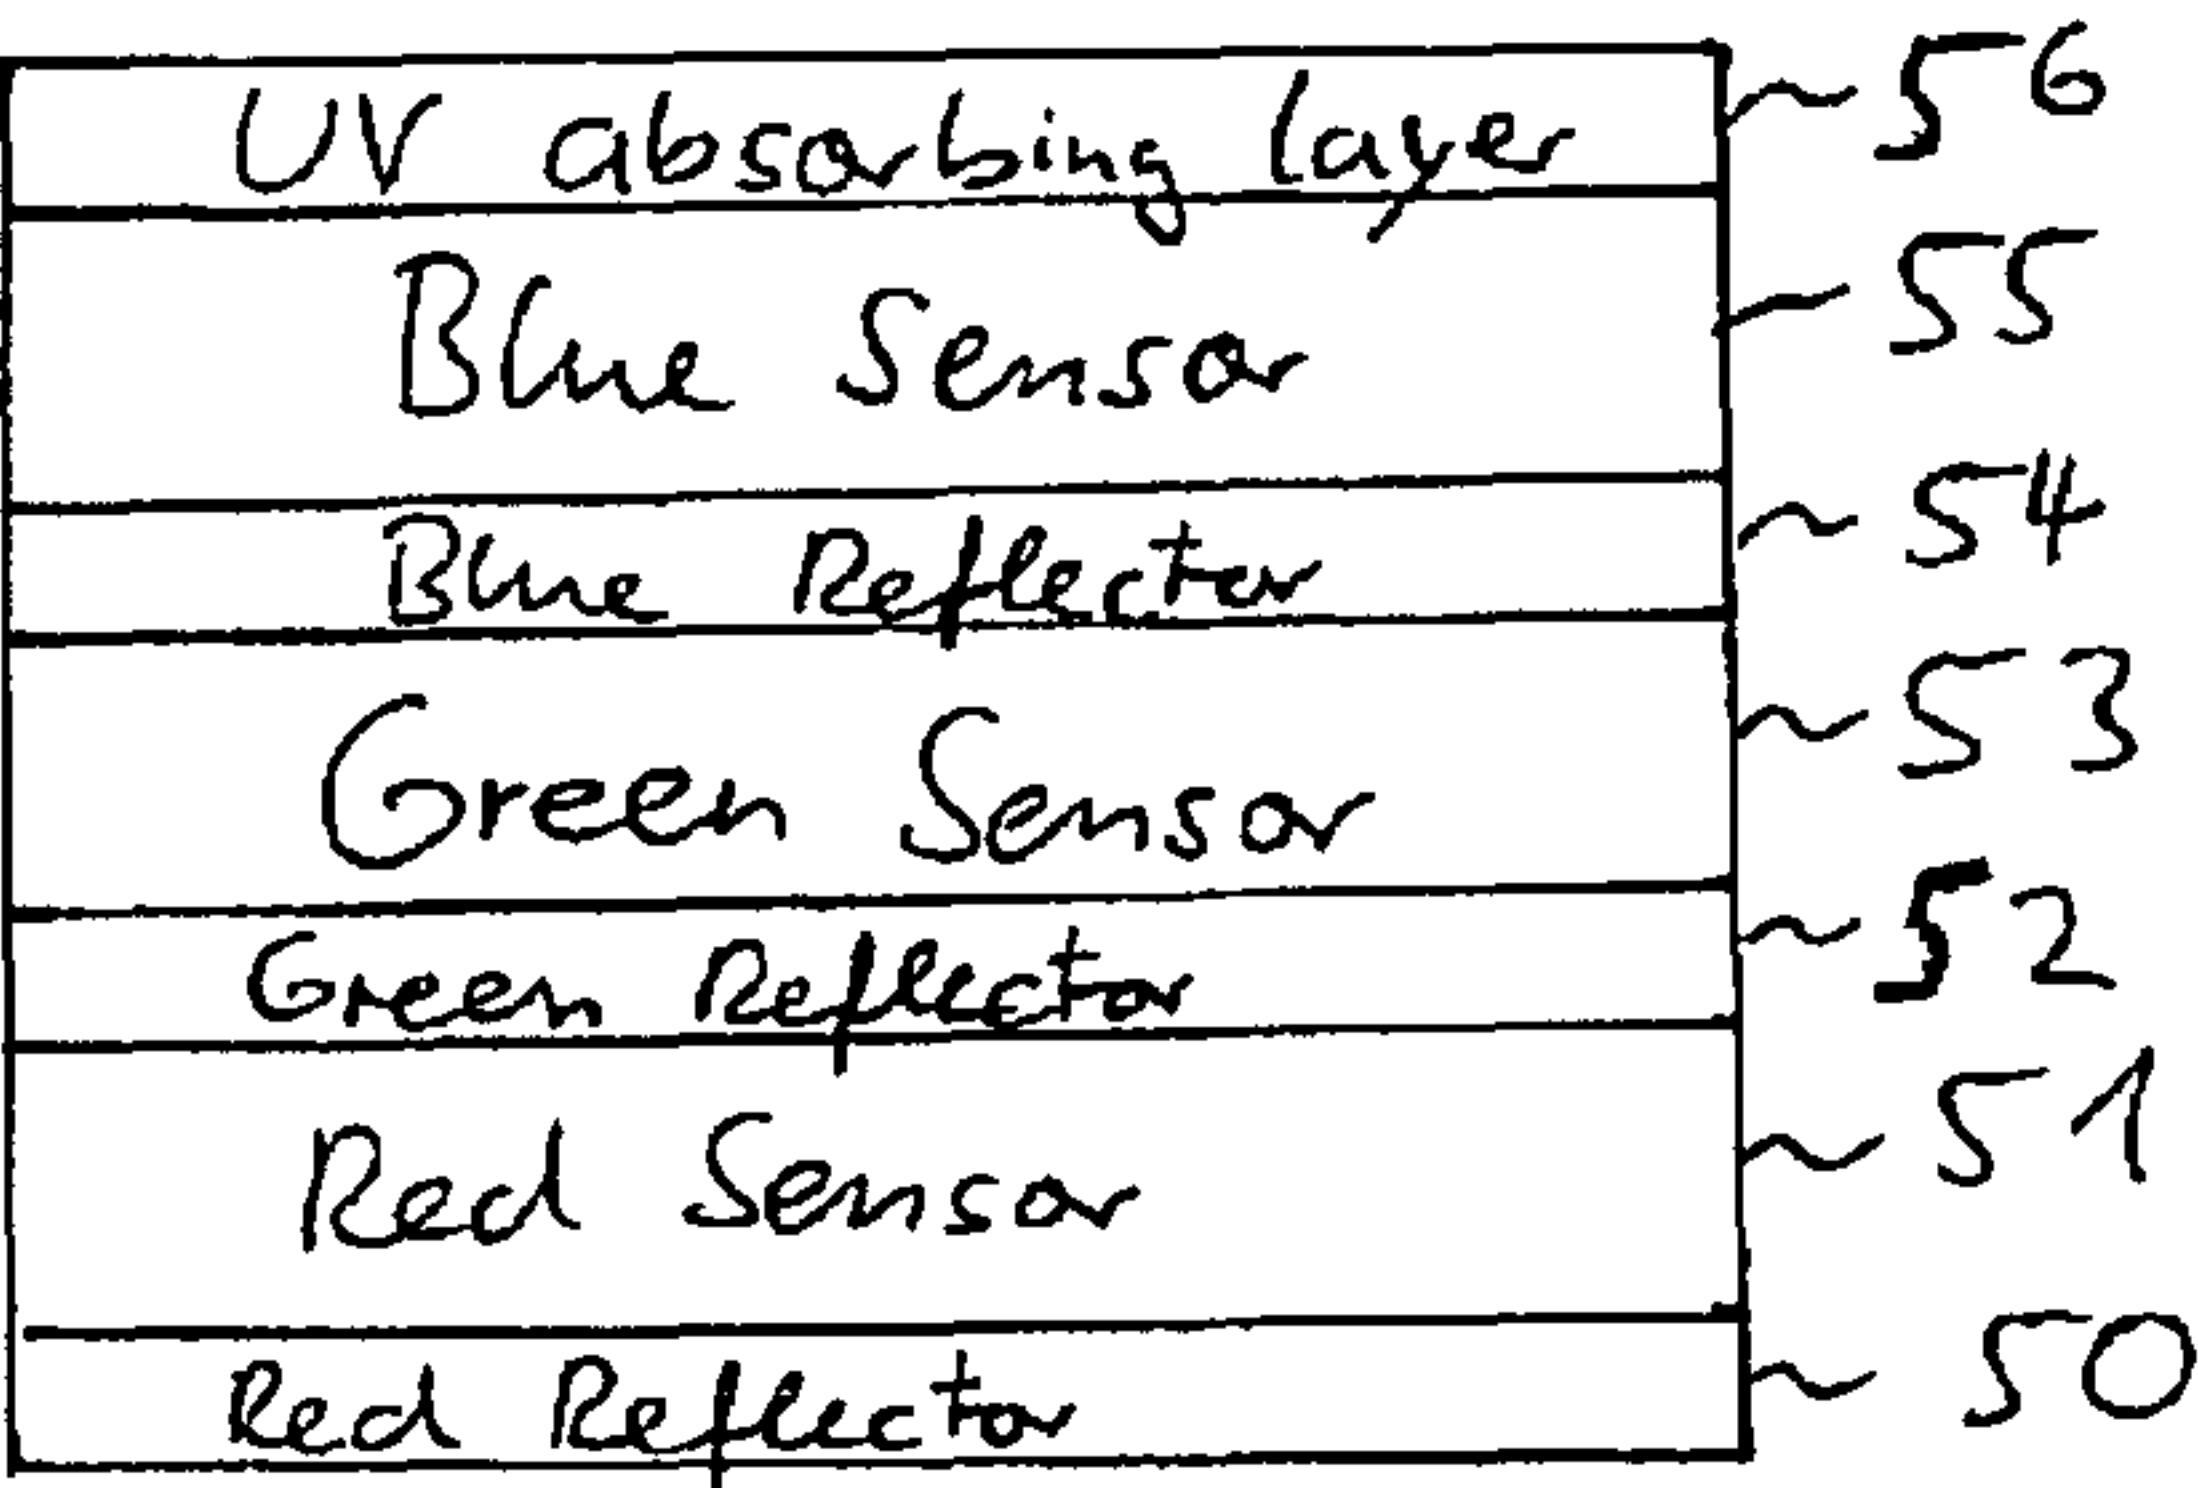 UV absorbing layer 56
Blue Sensor 55
Blue Reflector 54
Green Sensor 53
Green Reflector 52
Red Sensor 51
Red Reflector 50